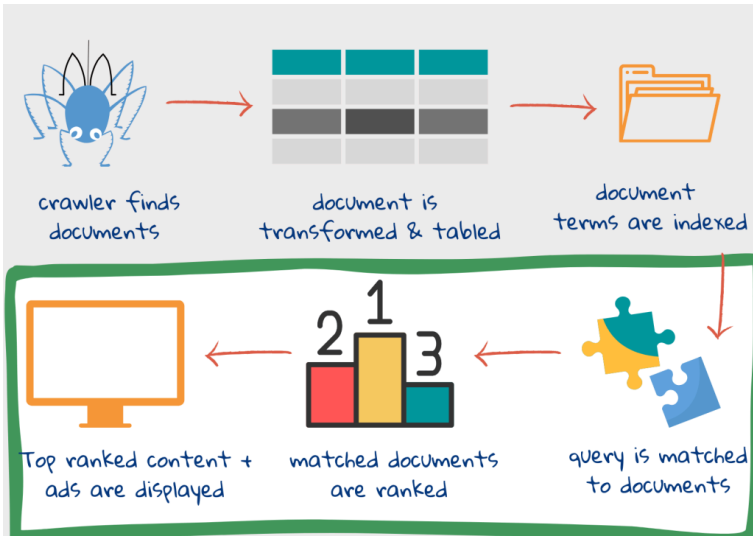 crawler finds
documents
document is
transformed & tabled
document
terms are indexed
2 1 3
Top ranked content +
ads are displayed
matched documents
are ranked
query is matched
to documents